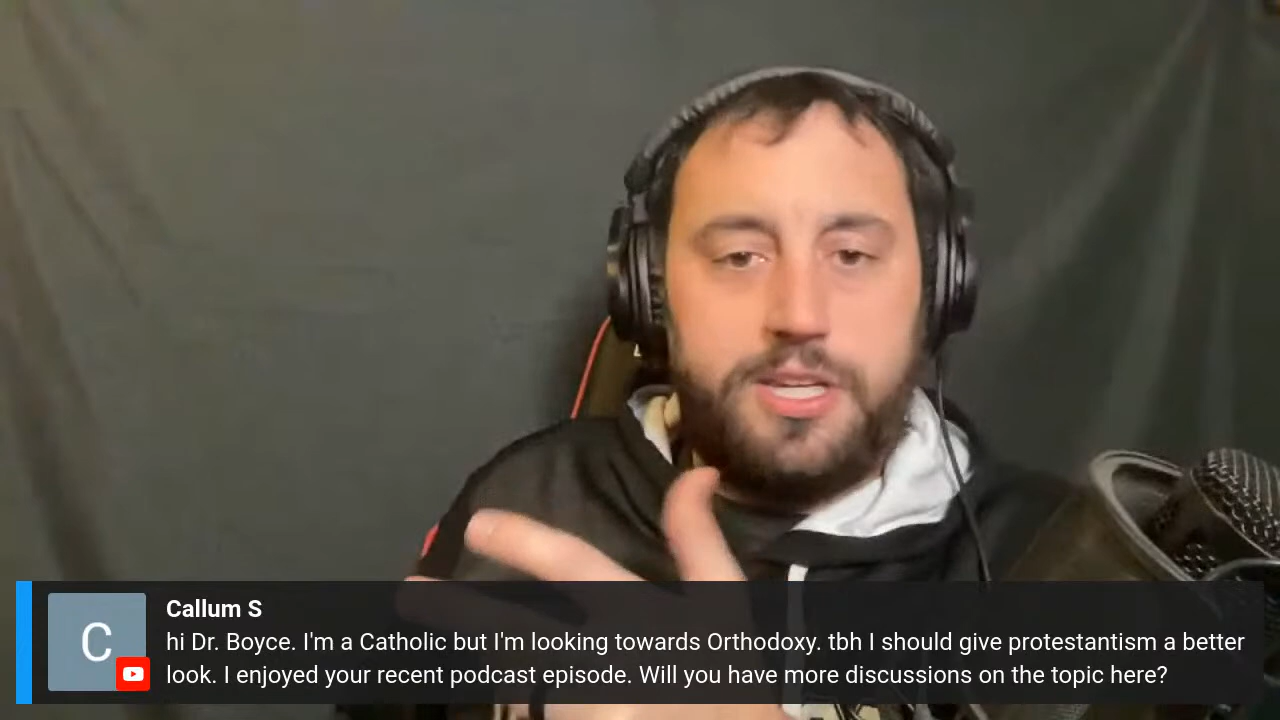 Callum S
C
hi Dr. Boyce. I'm a Catholic but I'm looking towards Orthodoxy. tbh I should give protestantism a better
look. I enjoyed your recent podcast episode. Will you have more discussions on the topic here?